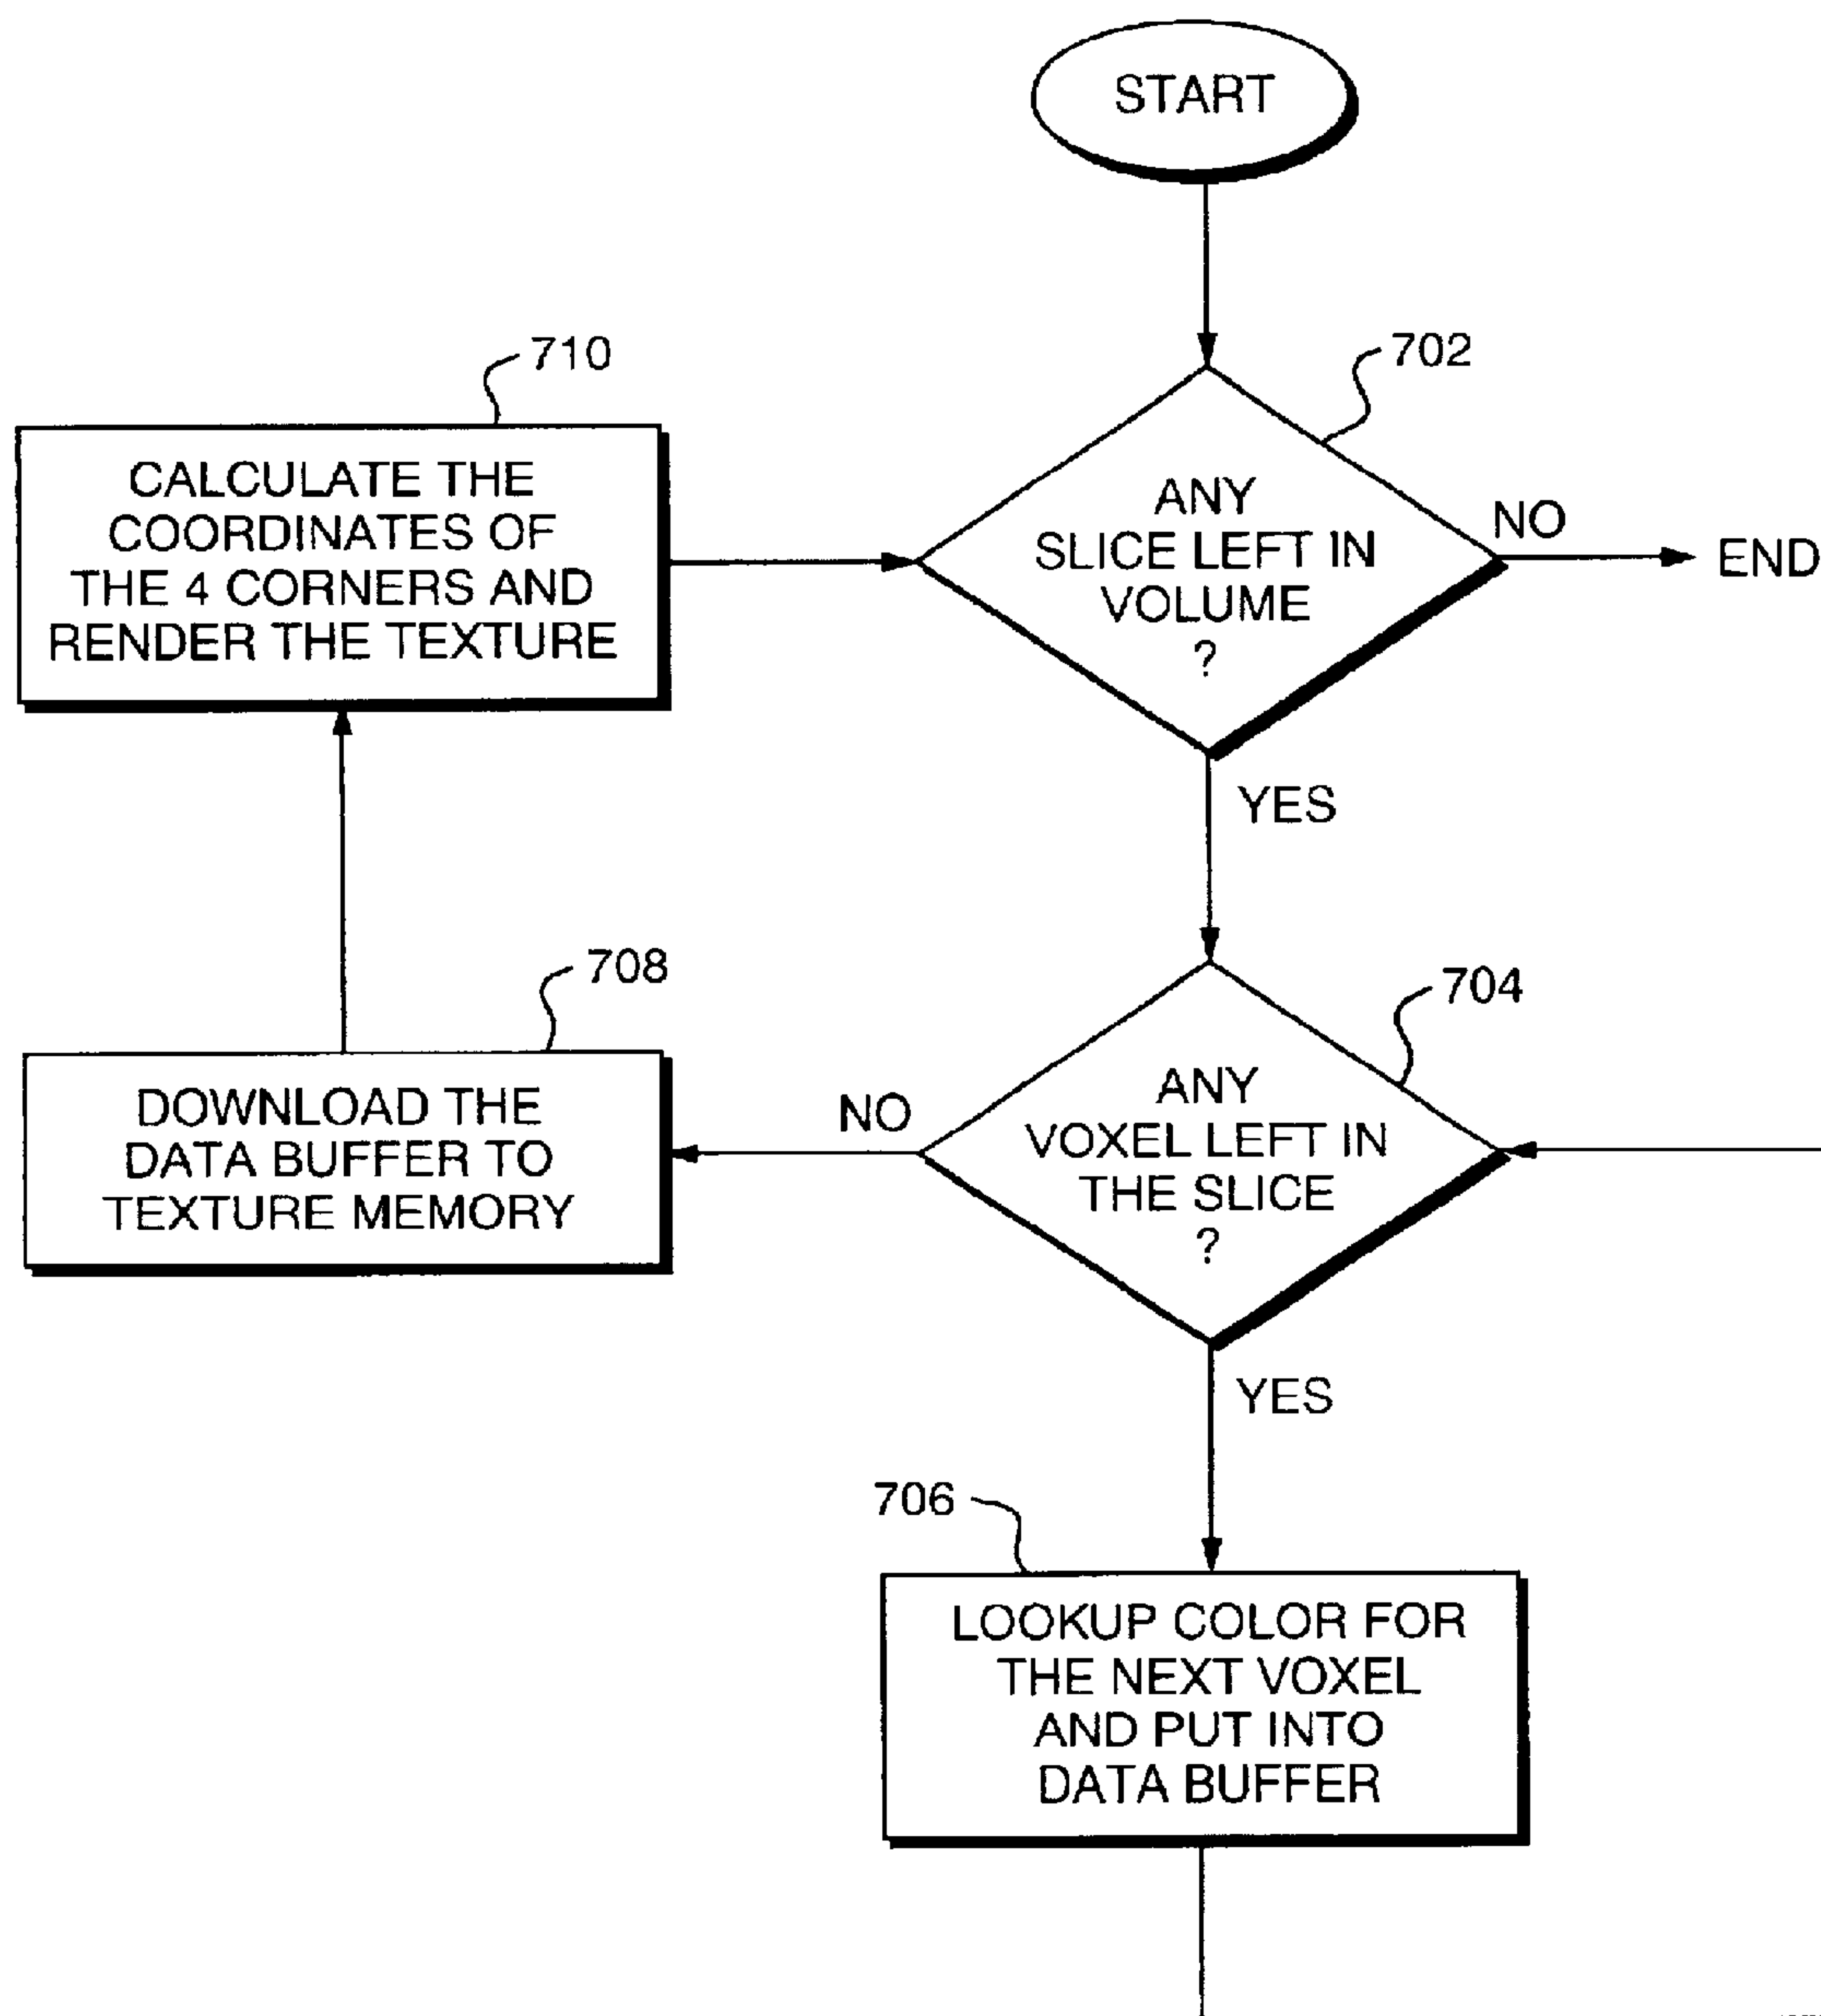 START
702
ANY
SLICE LEFT IN
VOLUME
?
NO
END
YES
710
CALCULATE THE
COORDINATES OF
THE 4 CORNERS AND
RENDER THE TEXTURE
704
ANY
VOXEL LEFT IN
THE SLICE
?
NO
YES
708
DOWNLOAD THE
DATA BUFFER TO
TEXTURE MEMORY
706
LOOKUP COLOR FOR
THE NEXT VOXEL
AND PUT INTO
DATA BUFFER